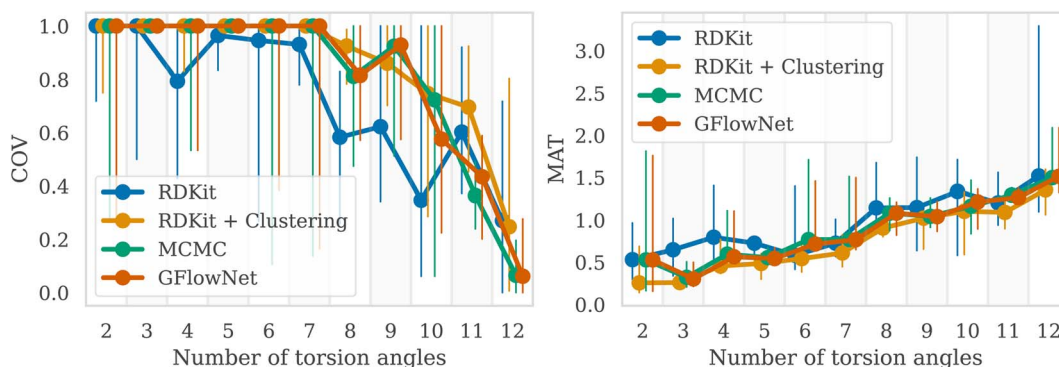 1.0
0.8
0.6
0.4
0.2
0.0
COV
RDKit
RDKit + Clustering
MCMC
GFlowNet
2 3 4 5 6 7 8 9 10 11 12
Number of torsion angles
3.0
2.5
2.0
1.5
1.0
0.5
0.0
MAT
RDKit
RDKit + Clustering
MCMC
GFlowNet
2 3 4 5 6 7 8 9 10 11 12
Number of torsion angles